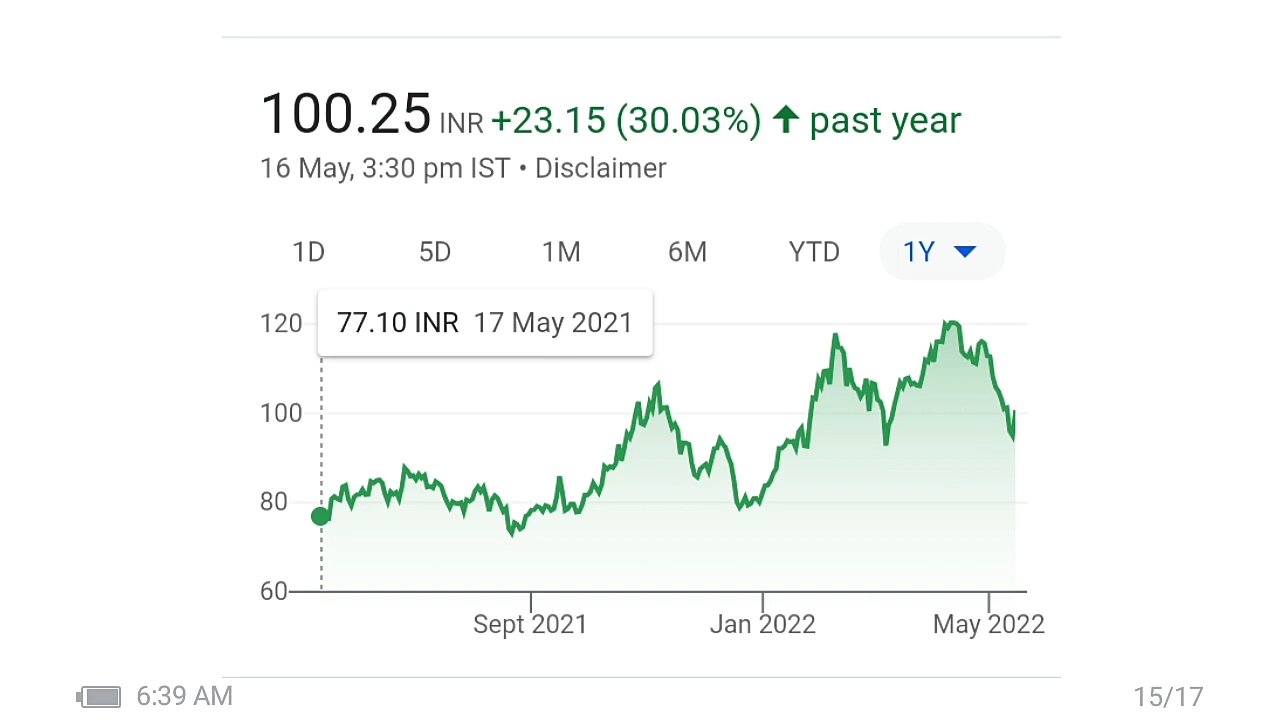 100.25 INR +23.15 (30.03%) ↑ past year
16 May, 3:30 pm IST • Disclaimer
1D 5D 1M 6M YTD 1Y
77.10 INR 17 May 2021
120
100
80
60
Sept 2021 Jan 2022 May 2022
6:39 AM 15/17